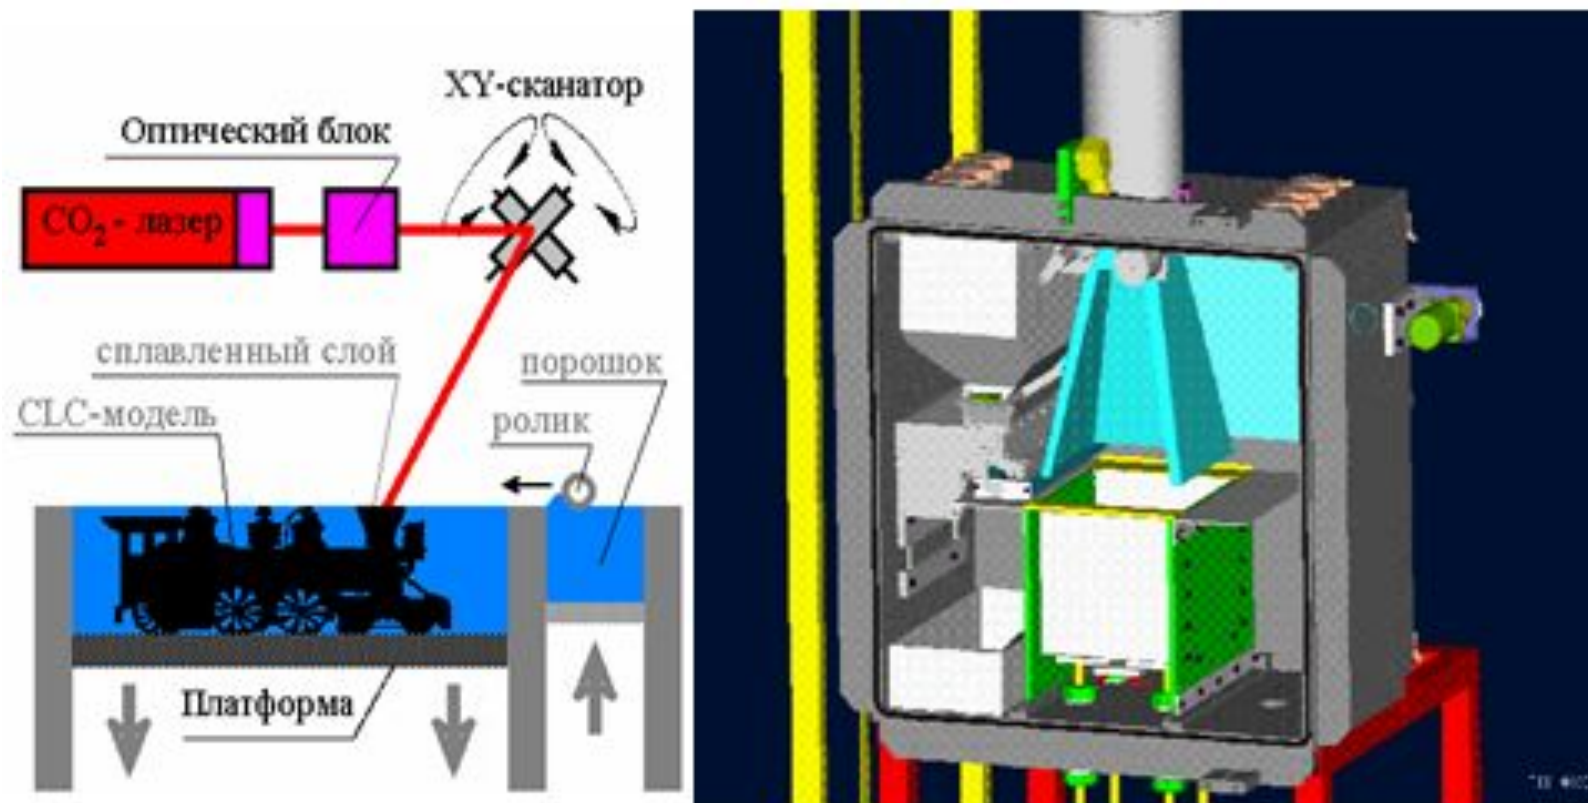 XY-сканатор
Оптический блок
CO₂ - лазер
сплавленный слой
порошок
CLC-модель
ролик
Платформа